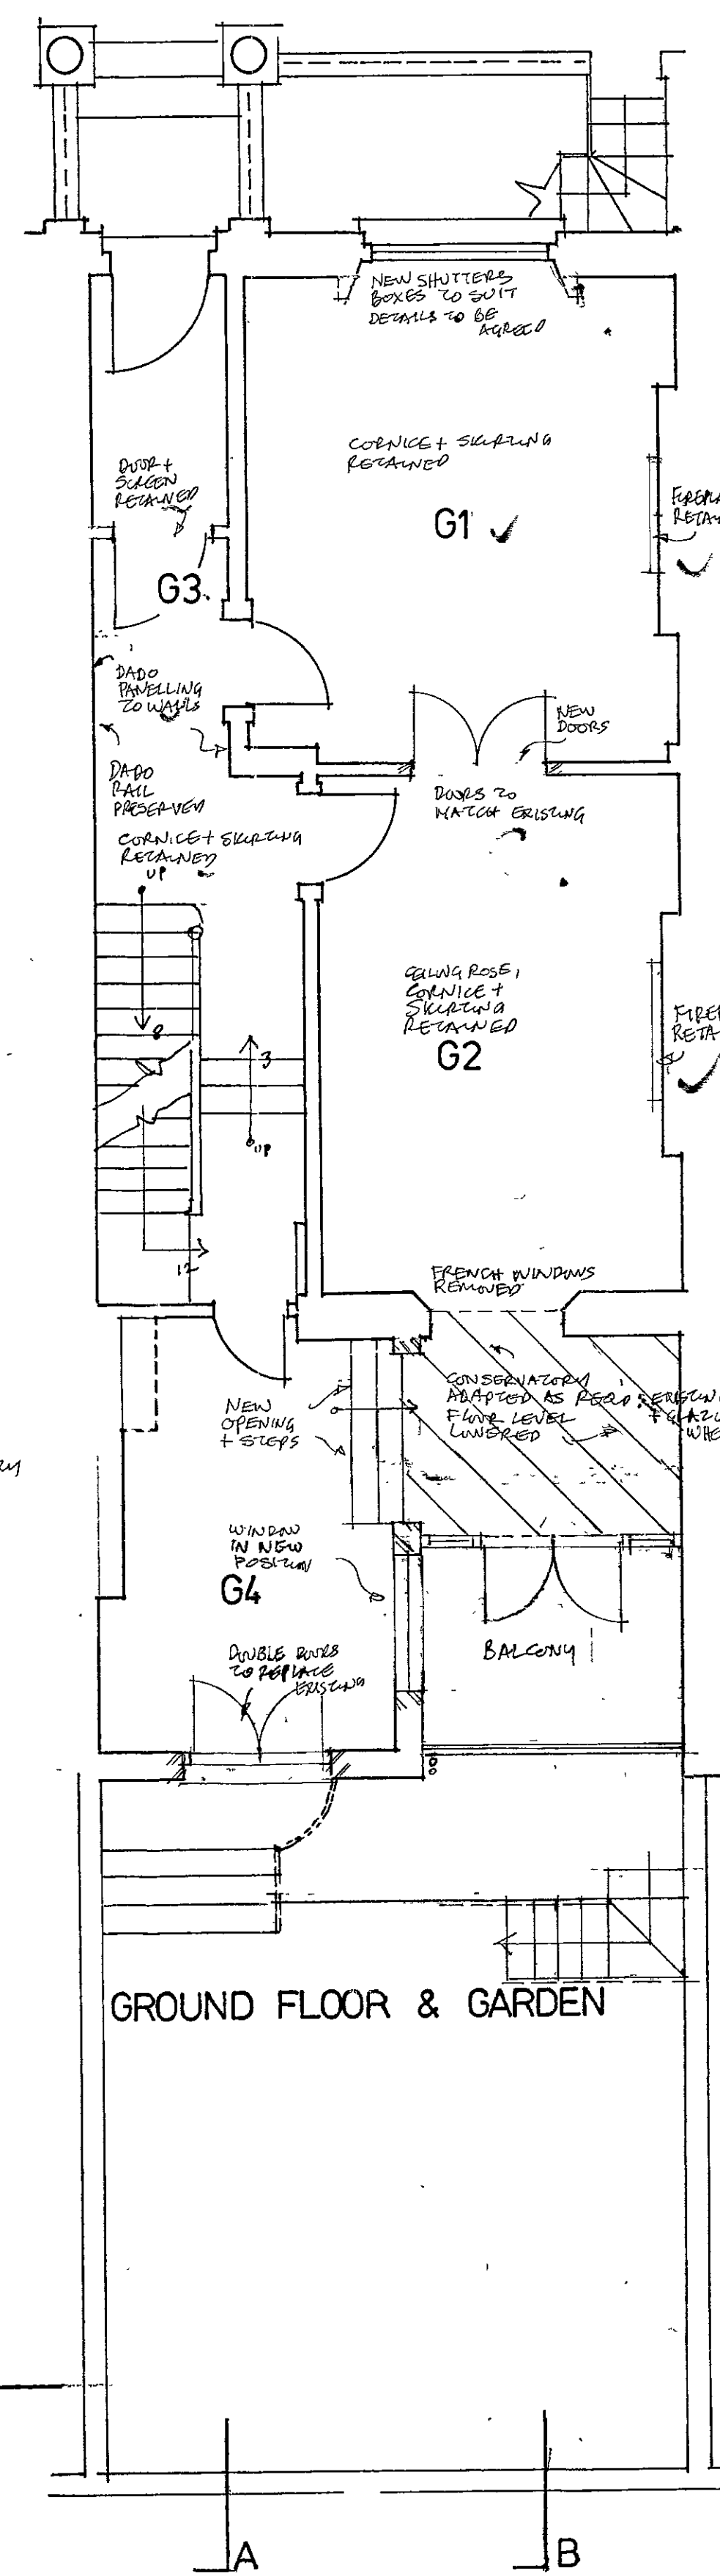 NEW SHUTTERS
BOXES TO SUIT
DETAILS TO BE
AGREED
CORNICE + SKIRTING
RETAINED
G1
DOOR +
SCREEN
RETAINED
G3
DADO
PANELLING
TO WALLS
NEW
DOORS
DADO
RAIL
PRESERVED
DOORS TO
MATCH EXISTING
CORNICE + SKIRTING
RETAINED
UP
8
3
UP
12
CEILING ROSE,
CORNICE +
SKIRTING
RETAINED
G2
FRENCH WINDOWS
REMOVED
CONSERVATORY
ADAPTED AS REQD
FLOOR LEVEL
LOWERED
NEW
OPENING
+ STEPS
WINDOW
IN NEW
POSITION
G4
DOUBLE DOORS
TO REPLACE
EXISTING
BALCONY
GROUND FLOOR & GARDEN
A
B